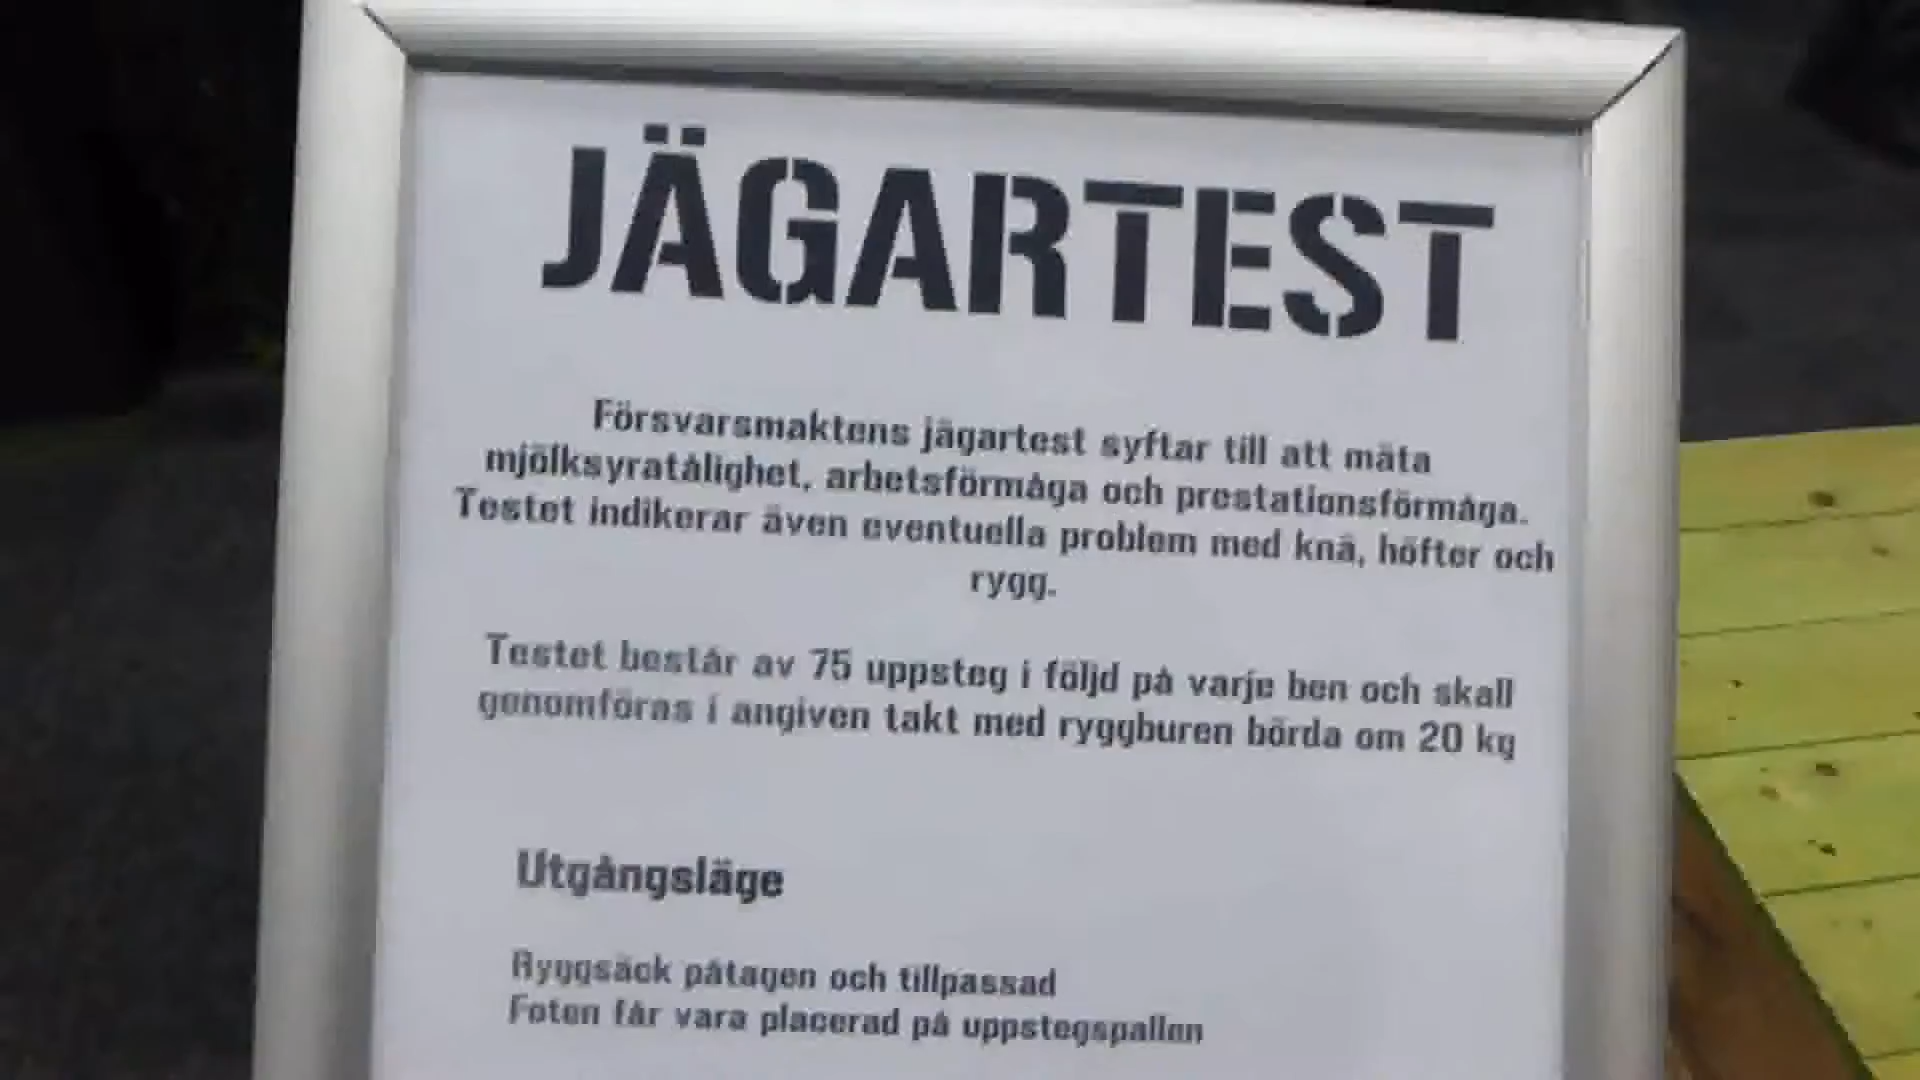 JÄGARTEST
Försvarsmaktens jägartest syftar till att mäta
mjölksyratålighet, arbetsförmåga och prestationsförmåga.
Testet indikerar även eventuella problem med knä, höfter och
rygg.
Testet består av 75 uppsteg i följd på varje ben och skall
genomföras i angiven takt med ryggburen börda om 20 kg
Utgångsläge
Ryggsäck påtagen och tillpassad
Foten får vara placerad på uppstegspallen